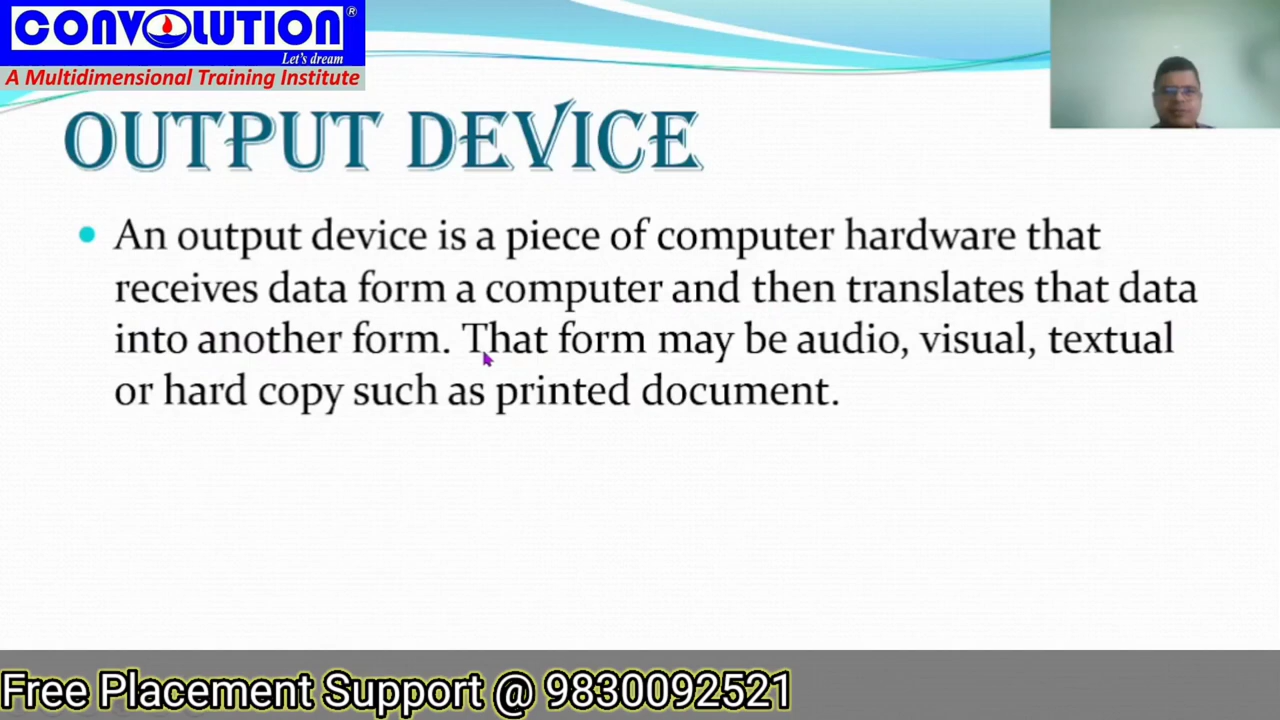 CONVOLUTION®
Let's dream
A Multidimensional Training Institute
OUTPUT DEVICE
An output device is a piece of computer hardware that
receives data form a computer and then translates that data
into another form. That form may be audio, visual, textual
or hard copy such as printed document.
Free Placement Support @ 9830092521